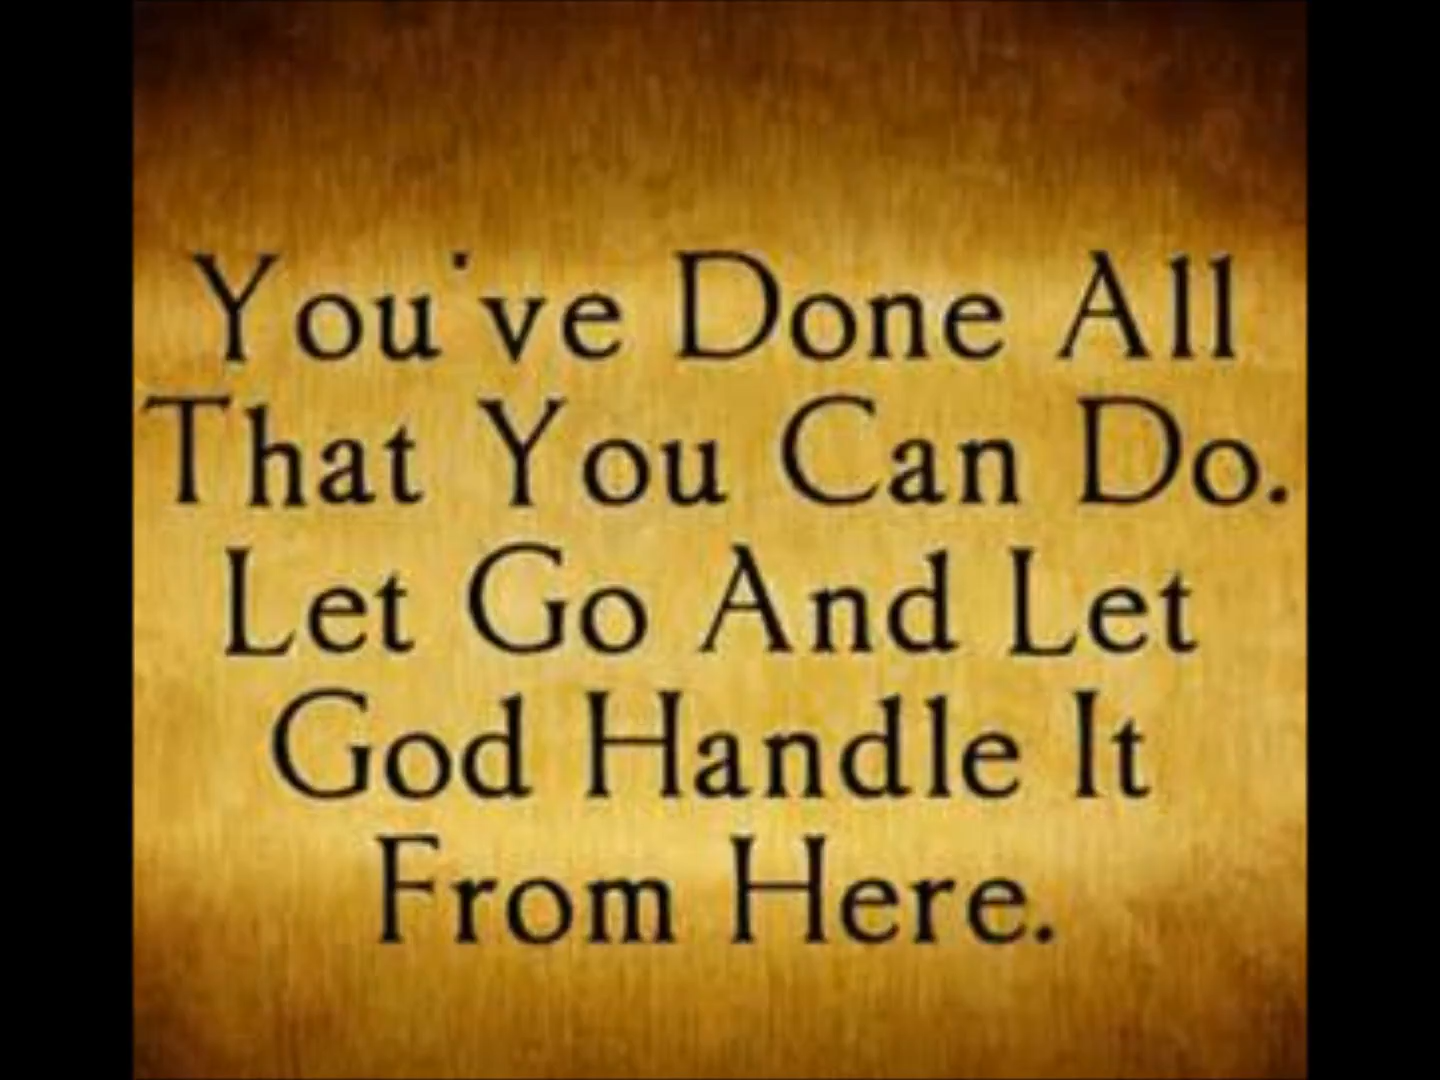 You've Done All
That You Can Do.
Let Go And Let
God Handle It
From Here.